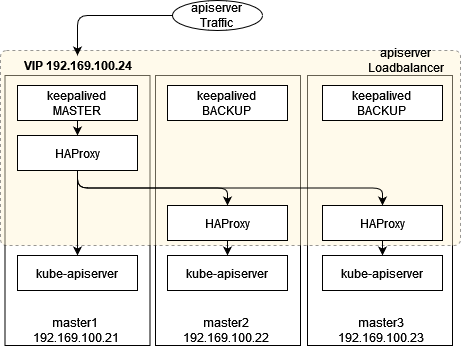 apiserver
Traffic
apiserver
Loadbalancer
VIP 192.169.100.24
keepalived
MASTER
keepalived
BACKUP
keepalived
BACKUP
HAProxy
HAProxy
HAProxy
kube-apiserver
kube-apiserver
kube-apiserver
master1
192.169.100.21
master2
192.169.100.22
master3
192.169.100.23